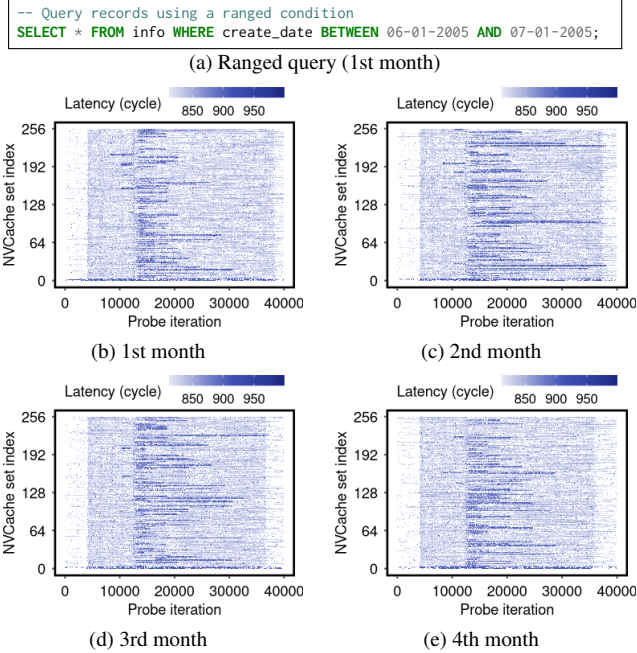 -- Query records using a ranged condition
SELECT * FROM info WHERE create_date BETWEEN 06-01-2005 AND 07-01-2005;
(a) Ranged query (1st month)
Latency (cycle)
850 900 950
NVCache set index
256
192
128
64
0
0 10000 20000 30000 40000
Probe iteration
(b) 1st month
Latency (cycle)
850 900 950
NVCache set index
256
192
128
64
0
0 10000 20000 30000 40000
Probe iteration
(c) 2nd month
Latency (cycle)
850 900 950
NVCache set index
256
192
128
64
0
0 10000 20000 30000 40000
Probe iteration
(d) 3rd month
Latency (cycle)
850 900 950
NVCache set index
256
192
128
64
0
0 10000 20000 30000 40000
Probe iteration
(e) 4th month